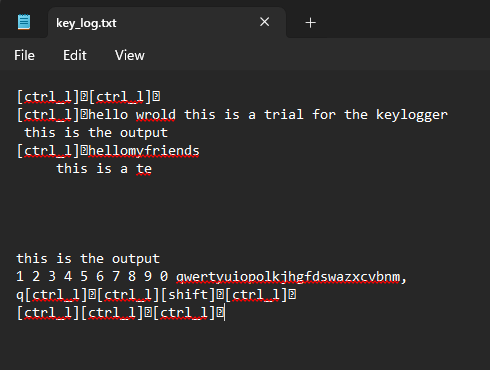 key_log.txt
File Edit View
[ctrl_l][ctrl_l]
[ctrl_l]hello wrold this is a trial for the keylogger
this is the output
[ctrl_l]hellomyfriends
this is a te
this is the output
1 2 3 4 5 6 7 8 9 0 qwertyuiopolkjhgfdswazxcvbnm,
q[ctrl_l][ctrl_l][shift][ctrl_l]
[ctrl_l][ctrl_l][ctrl_l]